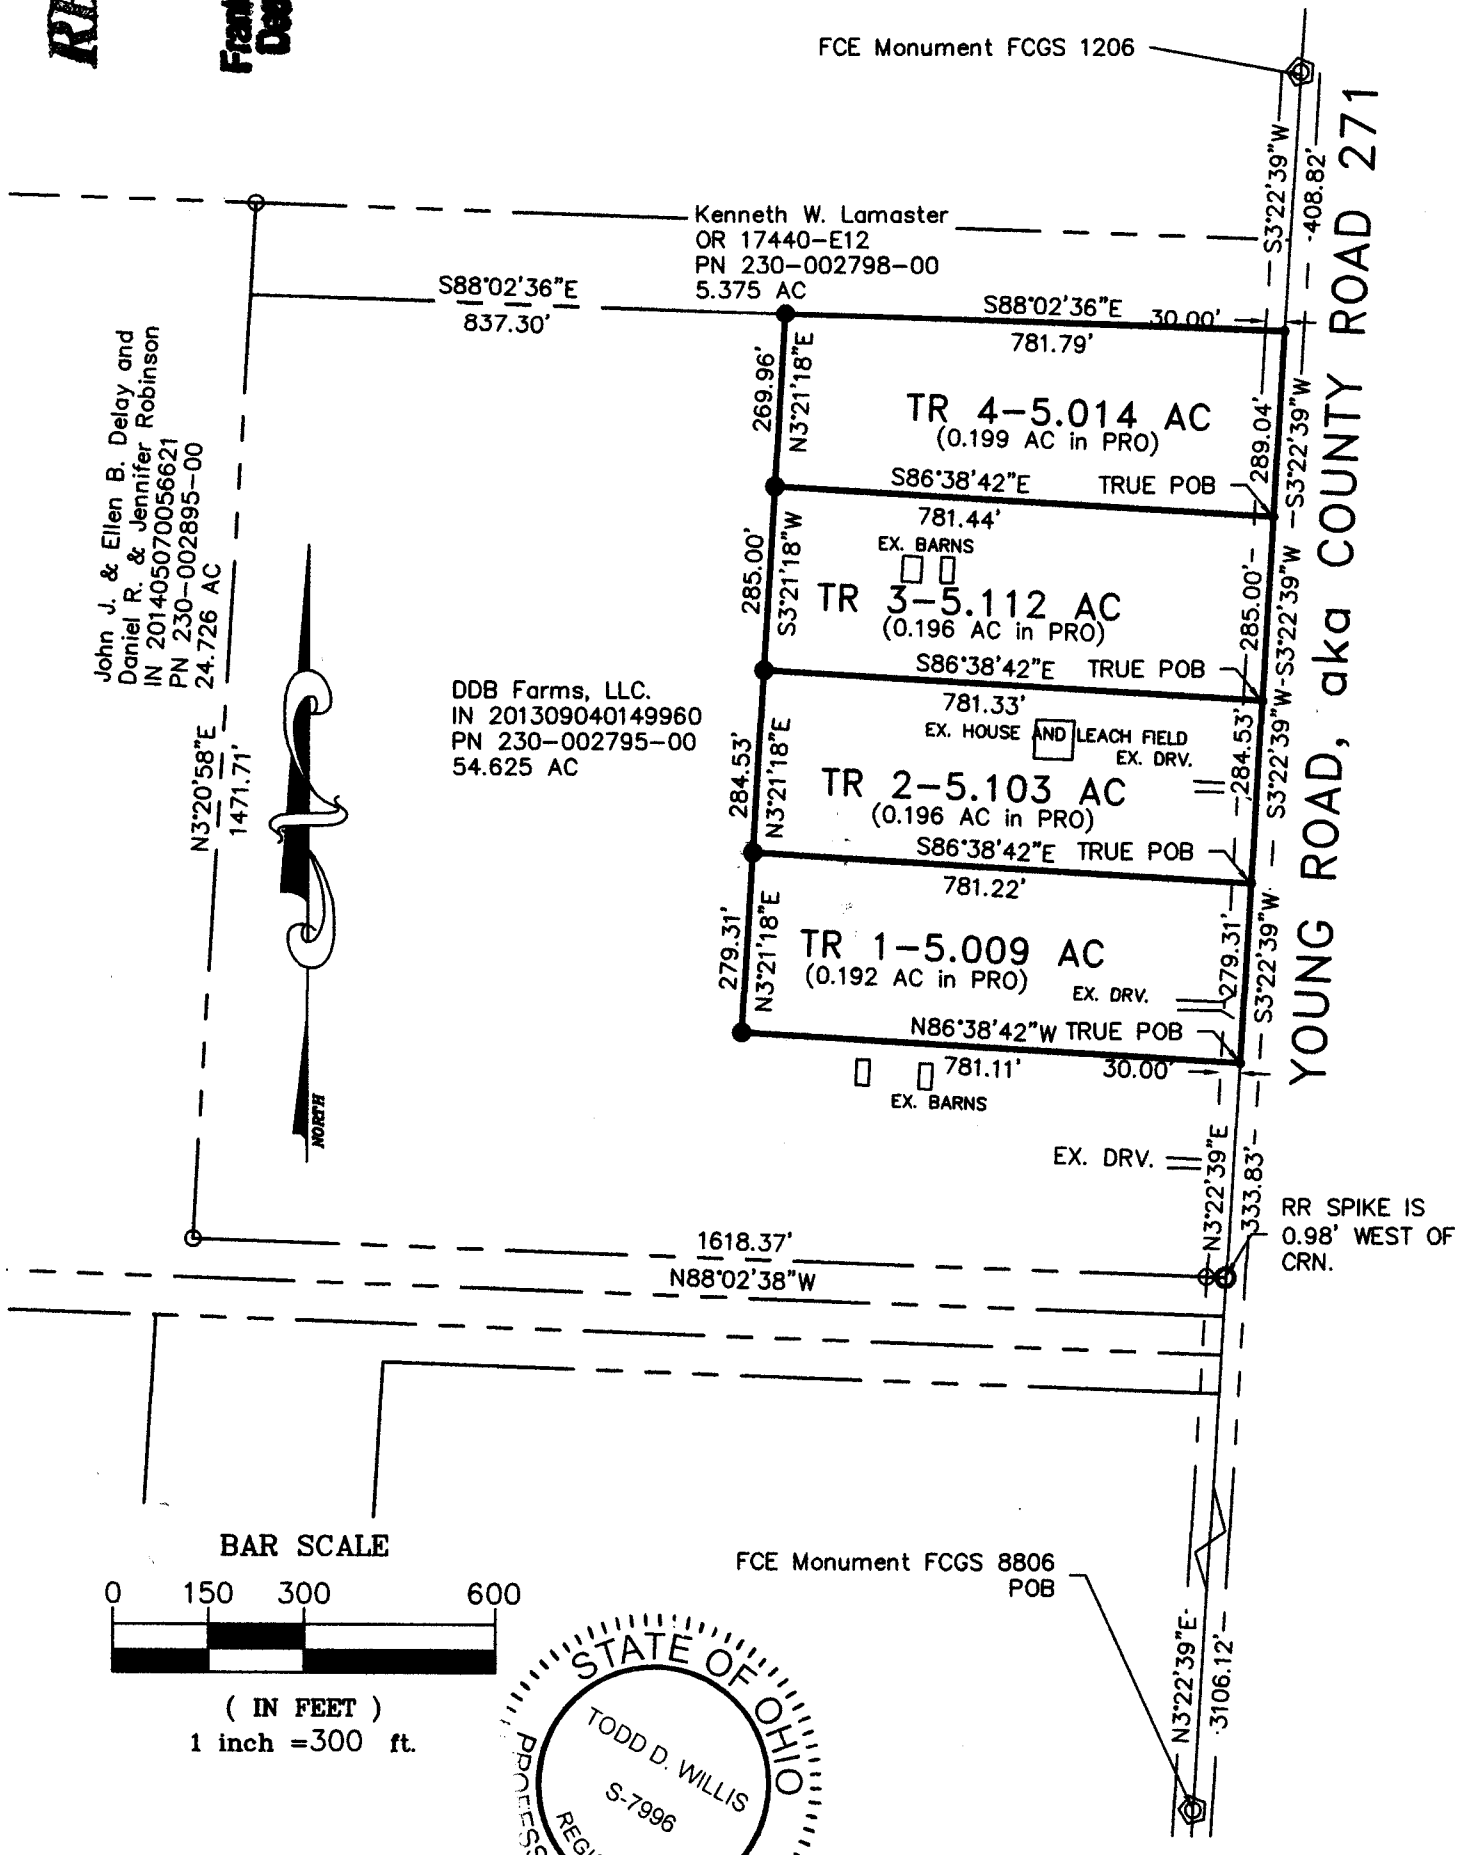 FCE Monument FCGS 1206
S3°22'39"W
408.82'
YOUNG ROAD, aka COUNTY ROAD 271
Kenneth W. Lamaster
OR 17440-E12
PN 230-002798-00
5.375 AC
S88°02'36"E
837.30'
S88°02'36"E
30.00'
781.79'
John J. & Ellen B. Delay and
Daniel R. & Jennifer Robinson
IN 201405070056621
PN 230-002895-00
24.726 AC
269.96'
N3°21'18"E
TR 4-5.014 AC
(0.199 AC in PRO)
289.04'
S3°22'39"W
S86°38'42"E
TRUE POB
781.44'
EX. BARNS
285.00'
S3°21'18"W
TR 3-5.112 AC
(0.196 AC in PRO)
285.00'
S3°22'39"W
S86°38'42"E
TRUE POB
781.33'
DDB Farms, LLC.
IN 201309040149960
PN 230-002795-00
54.625 AC
EX. HOUSE AND LEACH FIELD
EX. DRV.
N3°20'58"E
1471.71'
284.53'
N3°21'18"E
TR 2-5.103 AC
(0.196 AC in PRO)
284.53'
S3°22'39"W
S86°38'42"E
TRUE POB
781.22'
279.31'
N3°21'18"E
TR 1-5.009 AC
(0.192 AC in PRO)
EX. DRV.
279.31'
S3°22'39"W
N86°38'42"W
TRUE POB
781.11'
30.00'
EX. BARNS
NORTH
EX. DRV.
N3°22'39"E
333.83'
RR SPIKE IS
0.98' WEST OF
CRN.
1618.37'
N88°02'38"W
BAR SCALE
0 150 300 600
( IN FEET )
1 inch =300 ft.
FCE Monument FCGS 8806
POB
N3°22'39"E
3106.12'
STATE OF OHIO
TODD D. WILLIS
S-7996